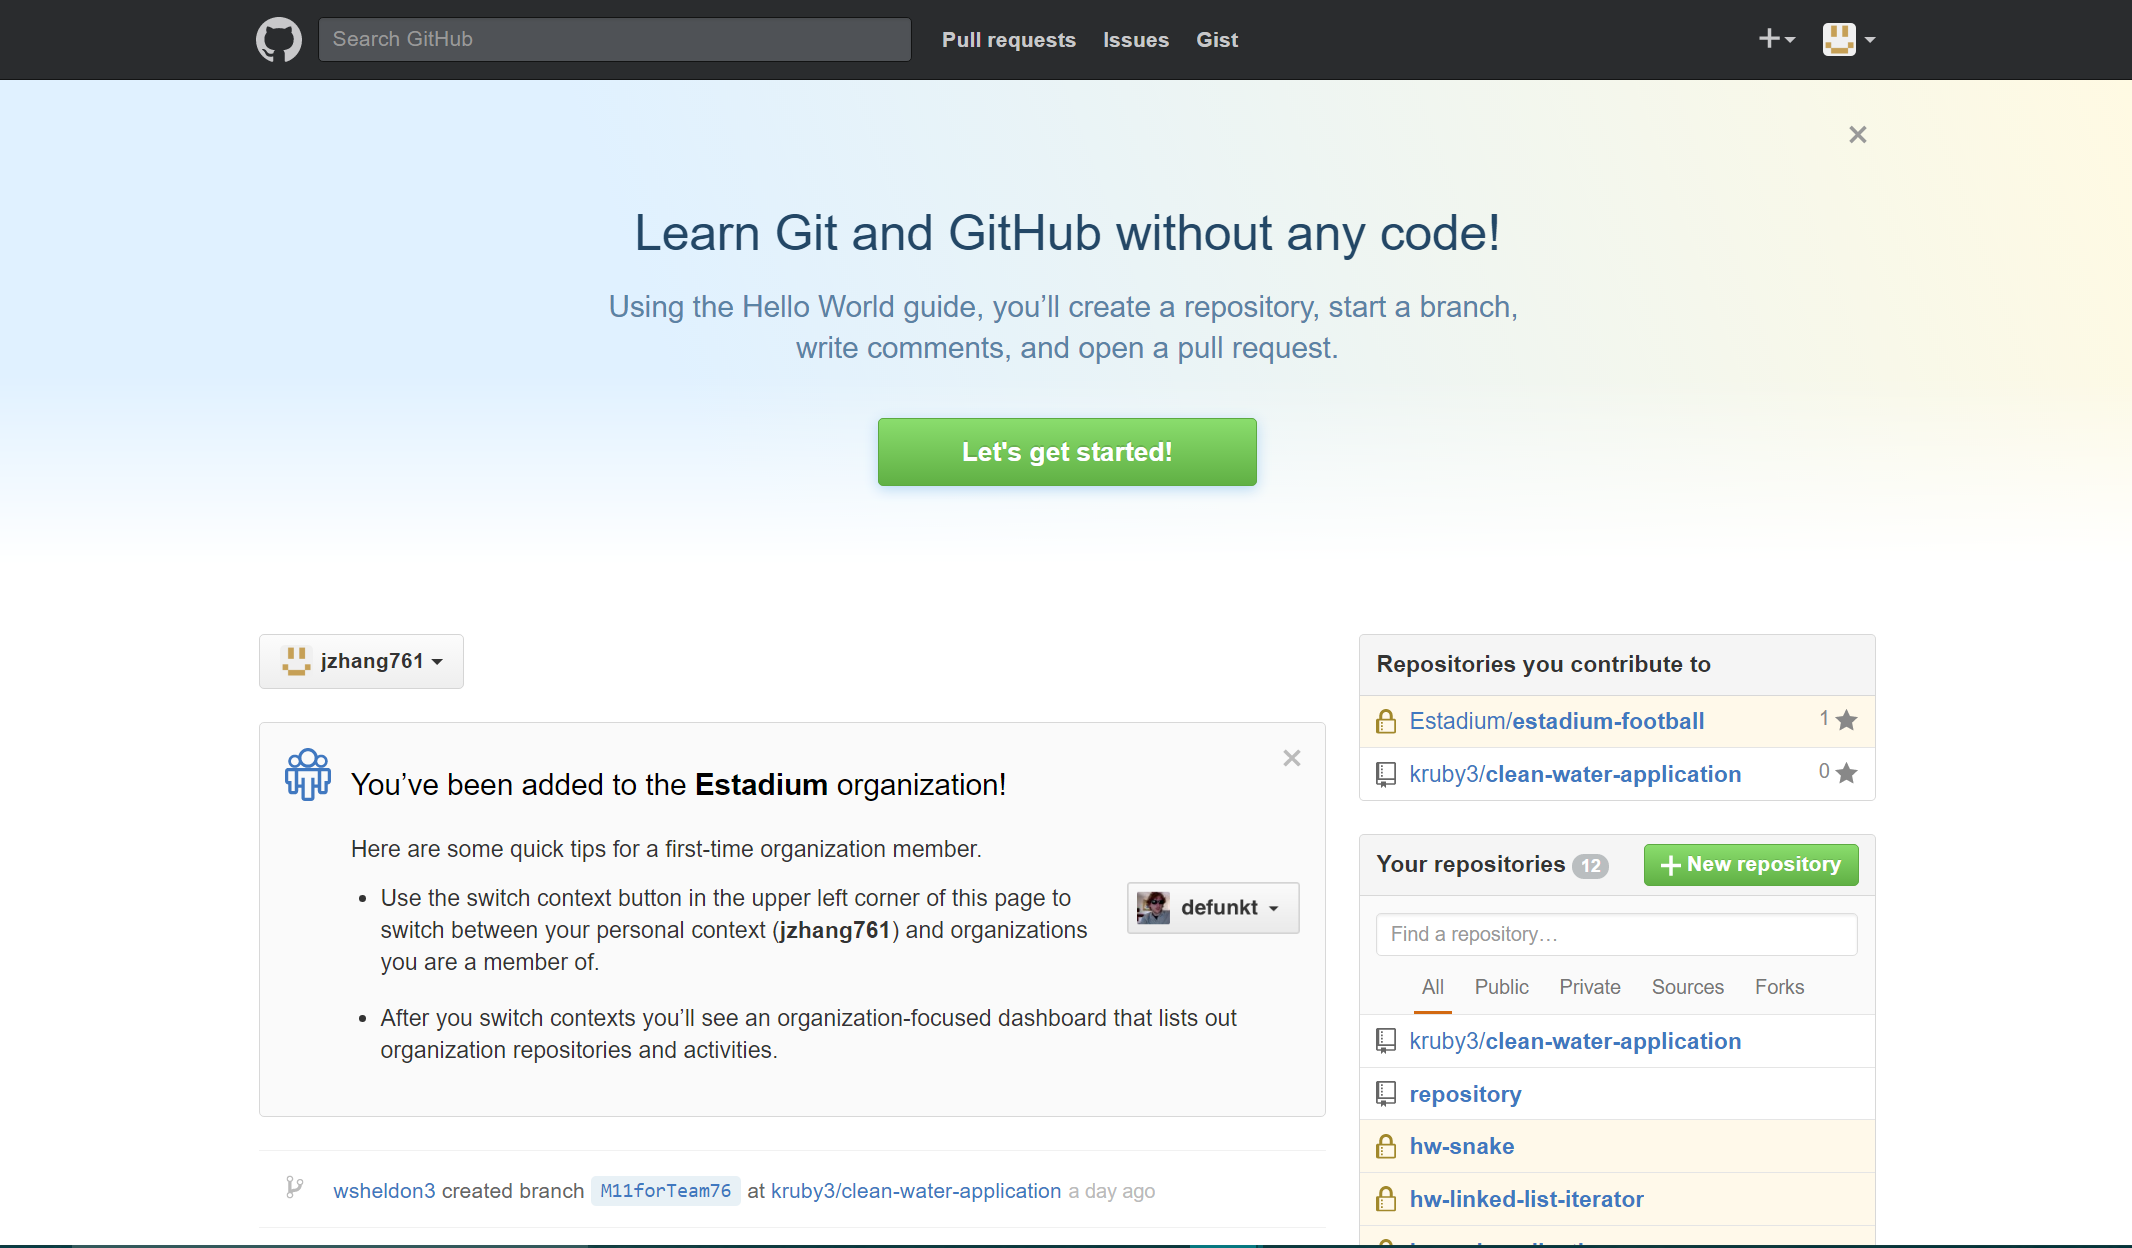 Search GitHub
Pull requests Issues Gist
Learn Git and GitHub without any code!
Using the Hello World guide, you’ll create a repository, start a branch,
write comments, and open a pull request.
Let's get started!
jzhang761
You’ve been added to the Estadium organization!
Here are some quick tips for a first-time organization member.
• Use the switch context button in the upper left corner of this page to
switch between your personal context (jzhang761) and organizations
you are a member of.
defunkt
• After you switch contexts you’ll see an organization-focused dashboard that lists out
organization repositories and activities.
wsheldon3 created branch M11forTeam76 at kruby3/clean-water-application a day ago
Repositories you contribute to
Estadium/estadium-football 1
kruby3/clean-water-application 0
Your repositories 12
New repository
Find a repository…
All Public Private Sources Forks
kruby3/clean-water-application
repository
hw-snake
hw-linked-list-iterator